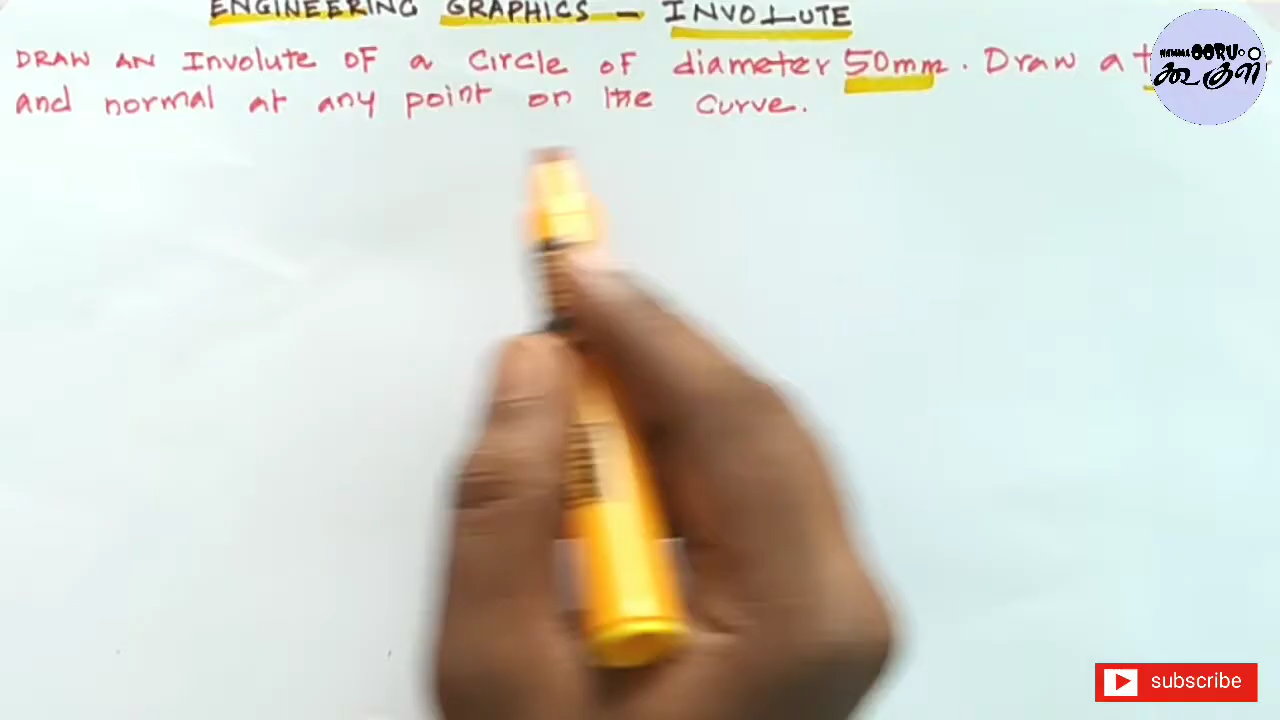 ENGINEERING GRAPHICS - INVOLUTE
DRAW AN Involute OF a Circle OF diameter 50mm. Draw a
and normal at any point on the curve.
OORU
கூகுள்
subscribe